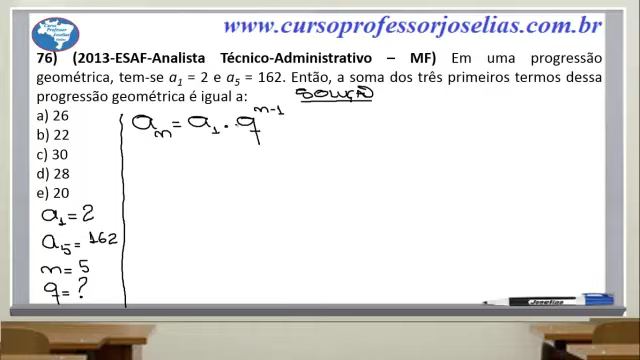 www.cursoprofessorjoselias.com.br
76) (2013-ESAF-Analista Técnico-Administrativo – MF) Em uma progressão
geométrica, tem-se a₁ = 2 e a₅ = 162. Então, a soma dos três primeiros termos dessa
progressão geométrica é igual a: SOLUÇÃO
a) 26
b) 22
c) 30
d) 28
e) 20
a₁ = 2
a₅ = 162
n = 5
q = ?
aₙ = a₁ . qⁿ⁻¹
Joselias